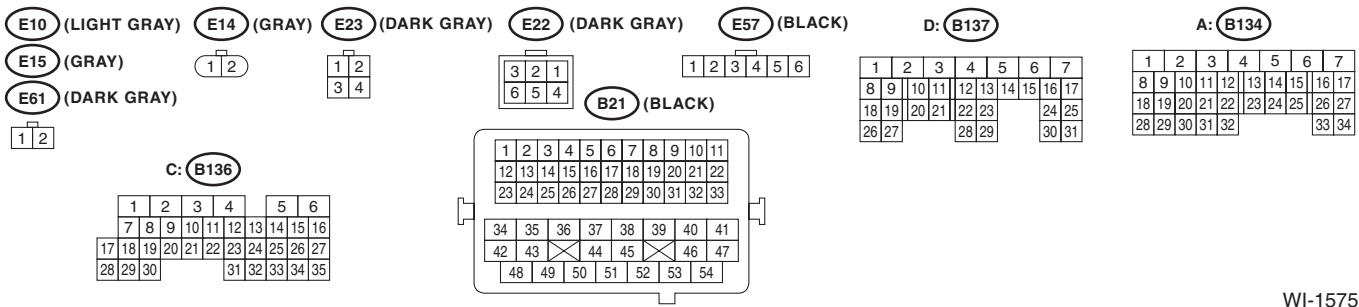 E10 (LIGHT GRAY) E14 (GRAY) E23 (DARK GRAY) E22 (DARK GRAY) E57 (BLACK) D: B137 A: B134
E15 (GRAY)
E61 (DARK GRAY)
1 2
1 2
1 2
3 4
3 2 1
6 5 4
1 2 3 4 5 6
B21 (BLACK)
1 2 3 4 5 6 7
8 9 10 11 12 13 14 15 16 17
18 19 20 21 22 23 24 25
26 27 28 29 30 31
1 2 3 4 5 6 7
8 9 10 11 12 13 14 15 16 17
18 19 20 21 22 23 24 25 26 27
28 29 30 31 32 33 34
C: B136
1 2 3 4 5 6
7 8 9 10 11 12 13 14 15 16
17 18 19 20 21 22 23 24 25 26 27
28 29 30 31 32 33 34 35
1 2 3 4 5 6 7 8 9 10 11
12 13 14 15 16 17 18 19 20 21 22
23 24 25 26 27 28 29 30 31 32 33
34 35 36 37 38 39 40 41
42 43 44 45 46 47
48 49 50 51 52 53 54
WI-1575